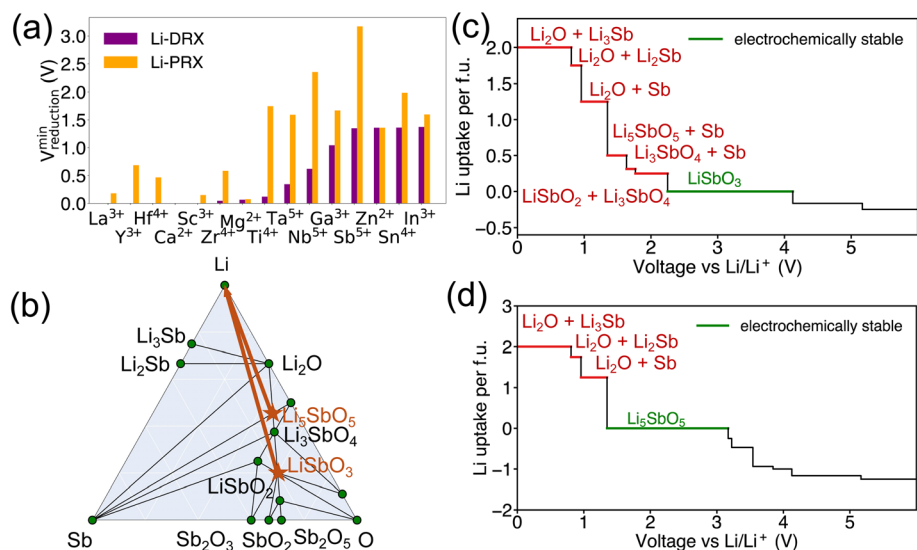 (a)
Li-DRX
Li-PRX
V^min_reduction (V)
3.0
2.5
2.0
1.5
1.0
0.5
0.0
La³⁺ Hf⁴⁺ Sc³⁺ Mg²⁺ Ta⁵⁺ Ga³⁺ Zn²⁺ In³⁺
Y³⁺ Ca²⁺ Zr⁴⁺ Ti⁴⁺ Nb⁵⁺ Sb⁵⁺ Sn⁴⁺
(b)
Li
Li₃Sb
Li₂Sb
Li₂O
Li₅SbO₅
Li₃SbO₄
LiSbO₃
LiSbO₂
Sb
Sb₂O₃
SbO₂
Sb₂O₅
O
(c)
Li₂O + Li₃Sb
electrochemically stable
Li₂O + Li₂Sb
Li₂O + Sb
Li₅SbO₅ + Sb
Li₃SbO₄ + Sb
LiSbO₃
LiSbO₂ + Li₃SbO₄
Li uptake per f.u.
2.0
1.5
1.0
0.5
0.0
−0.5
0 1 2 3 4 5
Voltage vs Li/Li⁺ (V)
(d)
Li₂O + Li₃Sb
electrochemically stable
Li₂O + Li₂Sb
Li₂O + Sb
Li₅SbO₅
Li uptake per f.u.
3
2
1
0
−1
−2
0 1 2 3 4 5
Voltage vs Li/Li⁺ (V)